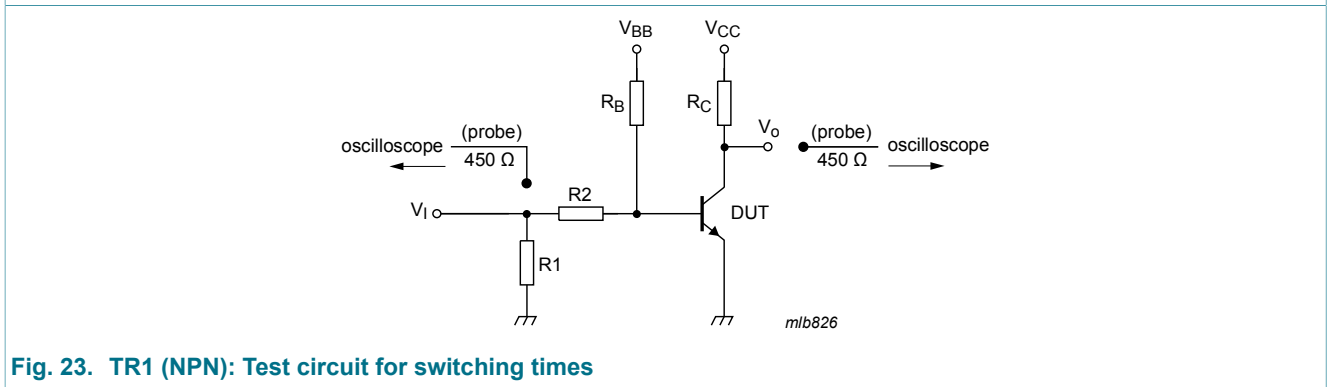 VBB
VCC
RB
RC
Vo
(probe)
450 Ω
oscilloscope
(probe)
450 Ω
oscilloscope
R2
VI
DUT
R1
mlb826
Fig. 23. TR1 (NPN): Test circuit for switching times